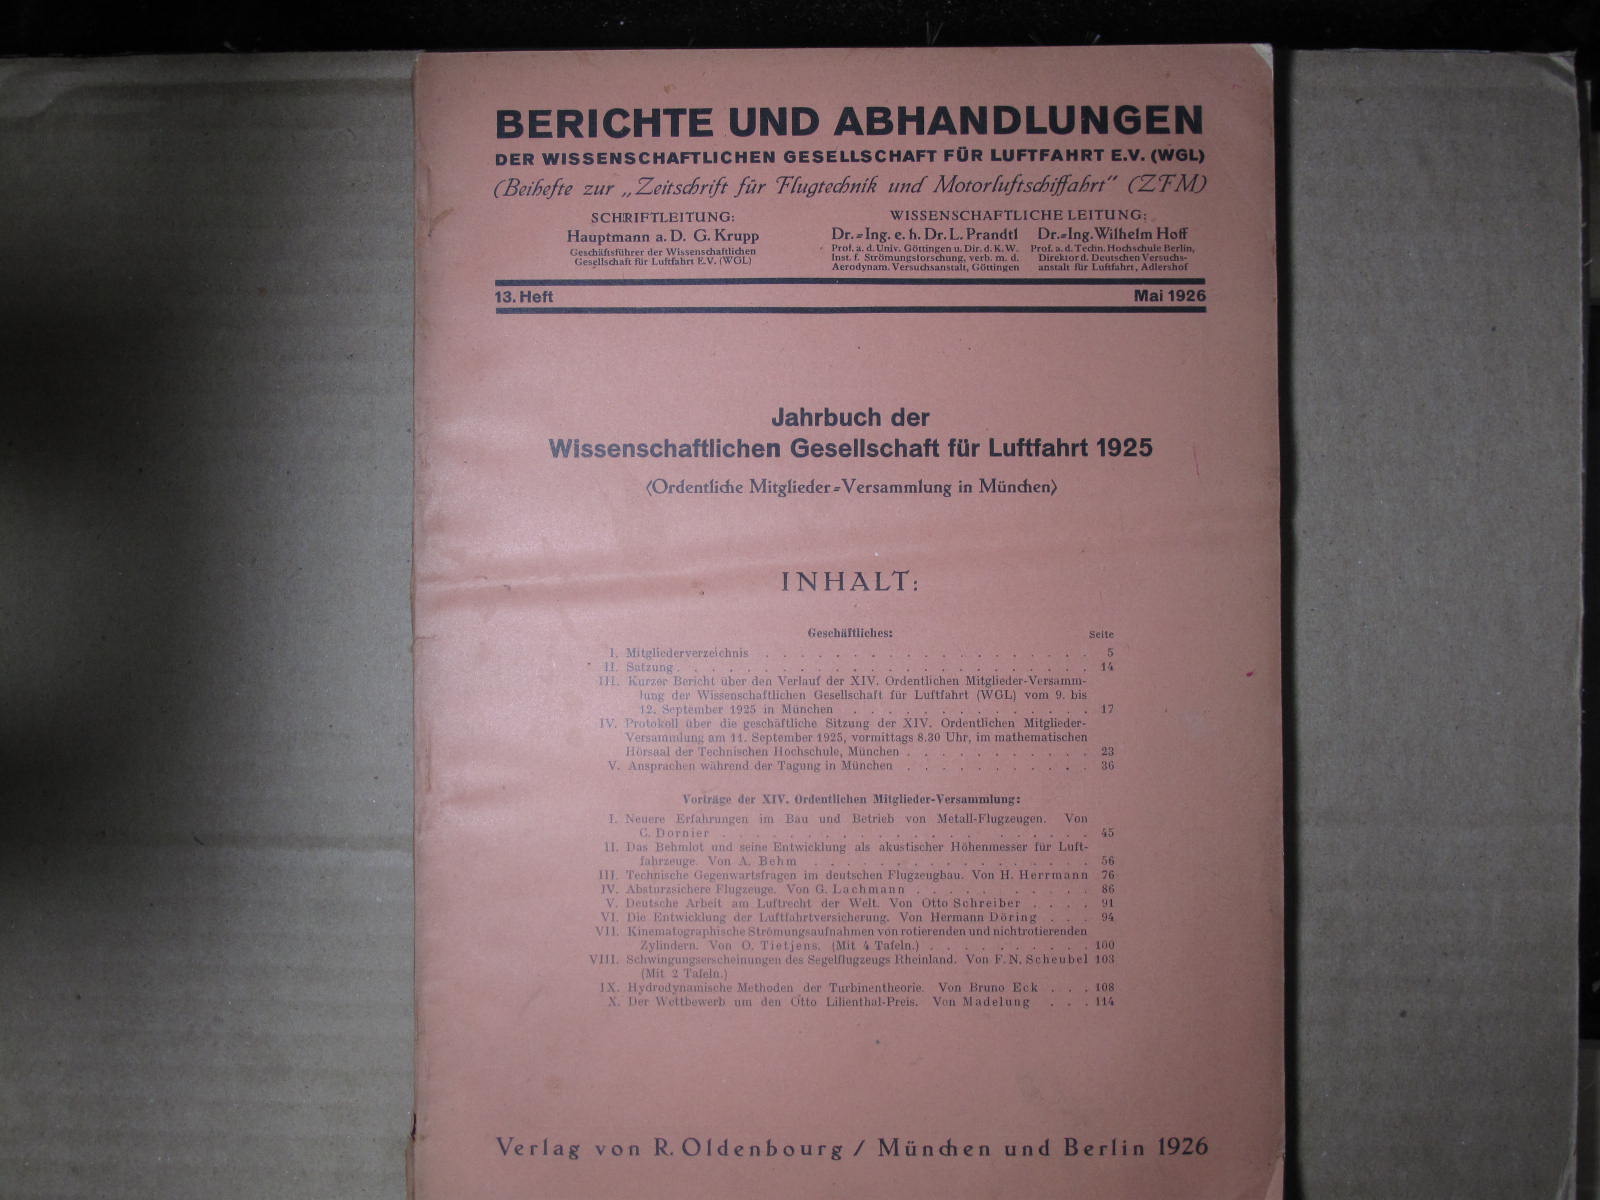 BERICHTE UND ABHANDLUNGEN
DER WISSENSCHAFTLICHEN GESELLSCHAFT FÜR LUFTFAHRT E.V. (WGL)
(Beihefte zur „Zeitschrift für Flugtechnik und Motorluftschiffahrt" (ZFM)
SCHRIFTLEITUNG:
Hauptmann a. D. G. Krupp
Geschäftsführer der Wissenschaftlichen
Gesellschaft für Luftfahrt E.V. (WGL)
WISSENSCHAFTLICHE LEITUNG:
Dr.=Ing. e. h. Dr. L. Prandtl
Prof. a. d. Univ. Göttingen u. Dir. d. K.W.
Inst. f. Strömungsforschung, verb. m. d.
Aerodynam. Versuchsanstalt, Göttingen
Dr.=Ing. Wilhelm Hoff
Prof. a. d. Techn. Hochschule Berlin,
Direktor d. Deutschen Versuchs-
anstalt für Luftfahrt, Adlershof
13. Heft Mai 1926
Jahrbuch der
Wissenschaftlichen Gesellschaft für Luftfahrt 1925
(Ordentliche Mitglieder=Versammlung in München)
INHALT:
Geschäftliches: Seite
I. Mitgliederverzeichnis . . . . . . . . . . . . . . . . . . 5
II. Satzung . . . . . . . . . . . . . . . . . . . . . . . 14
III. Kurzer Bericht über den Verlauf der XIV. Ordentlichen Mitglieder-Versamm-
lung der Wissenschaftlichen Gesellschaft für Luftfahrt (WGL) vom 9. bis
12. September 1925 in München . . . . . . . . . . . . . . 17
IV. Protokoll über die geschäftliche Sitzung der XIV. Ordentlichen Mitglieder-
Versammlung am 11. September 1925, vormittags 8.30 Uhr, im mathematischen
Hörsaal der Technischen Hochschule, München . . . . . . . . . . 23
V. Ansprachen während der Tagung in München . . . . . . . . . . 36
Vorträge der XIV. Ordentlichen Mitglieder-Versammlung:
I. Neuere Erfahrungen im Bau und Betrieb von Metall-Flugzeugen. Von
C. Dornier . . . . . . . . . . . . . . . . . . . . . 45
II. Das Behmlot und seine Entwicklung als akustischer Höhenmesser für Luft-
fahrzeuge. Von A. Behm . . . . . . . . . . . . . . . . 56
III. Technische Gegenwartsfragen im deutschen Flugzeugbau. Von H. Herrmann 76
IV. Absturzsichere Flugzeuge. Von G. Lachmann . . . . . . . . . . 86
V. Deutsche Arbeit am Luftrecht der Welt. Von Otto Schreiber . . . . 91
VI. Die Entwicklung der Luftfahrtversicherung. Von Hermann Döring . . . 94
VII. Kinematographische Strömungsaufnahmen von rotierenden und nichtrotierenden
Zylindern. Von O. Tietjens. (Mit 4 Tafeln.) . . . . . . . . . . 100
VIII. Schwingungserscheinungen des Segelflugzeugs Rheinland. Von F. N. Scheubel 103
(Mit 2 Tafeln.)
IX. Hydrodynamische Methoden der Turbinentheorie. Von Bruno Eck . . . 108
X. Der Wettbewerb um den Otto Lilienthal-Preis. Von Madelung . . . 114
Verlag von R. Oldenbourg / München und Berlin 1926